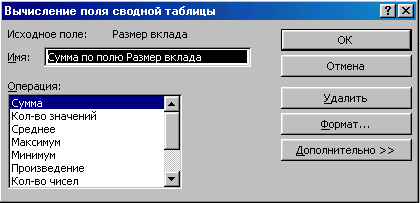 Вычисление поля сводной таблицы
Исходное поле: Размер вклада
Имя: Сумма по полю Размер вклада
Операция:
Сумма
Кол-во значений
Среднее
Максимум
Минимум
Произведение
Кол-во чисел
OK
Отмена
Удалить
Формат...
Дополнительно >>